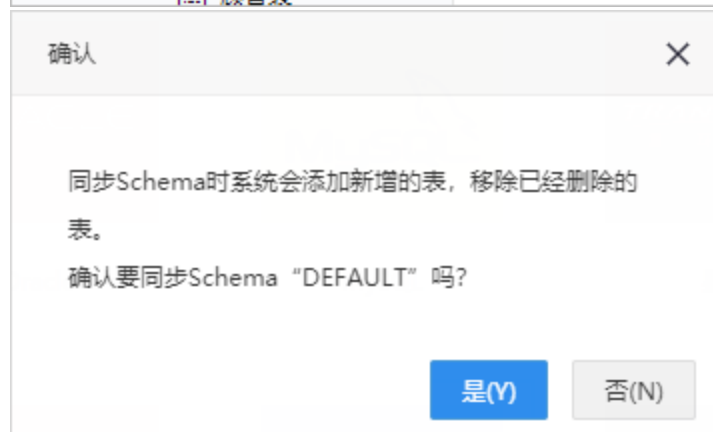 确认
同步Schema时系统会添加新增的表，移除已经删除的
表。
确认要同步Schema“DEFAULT”吗?
是(Y)
否(N)